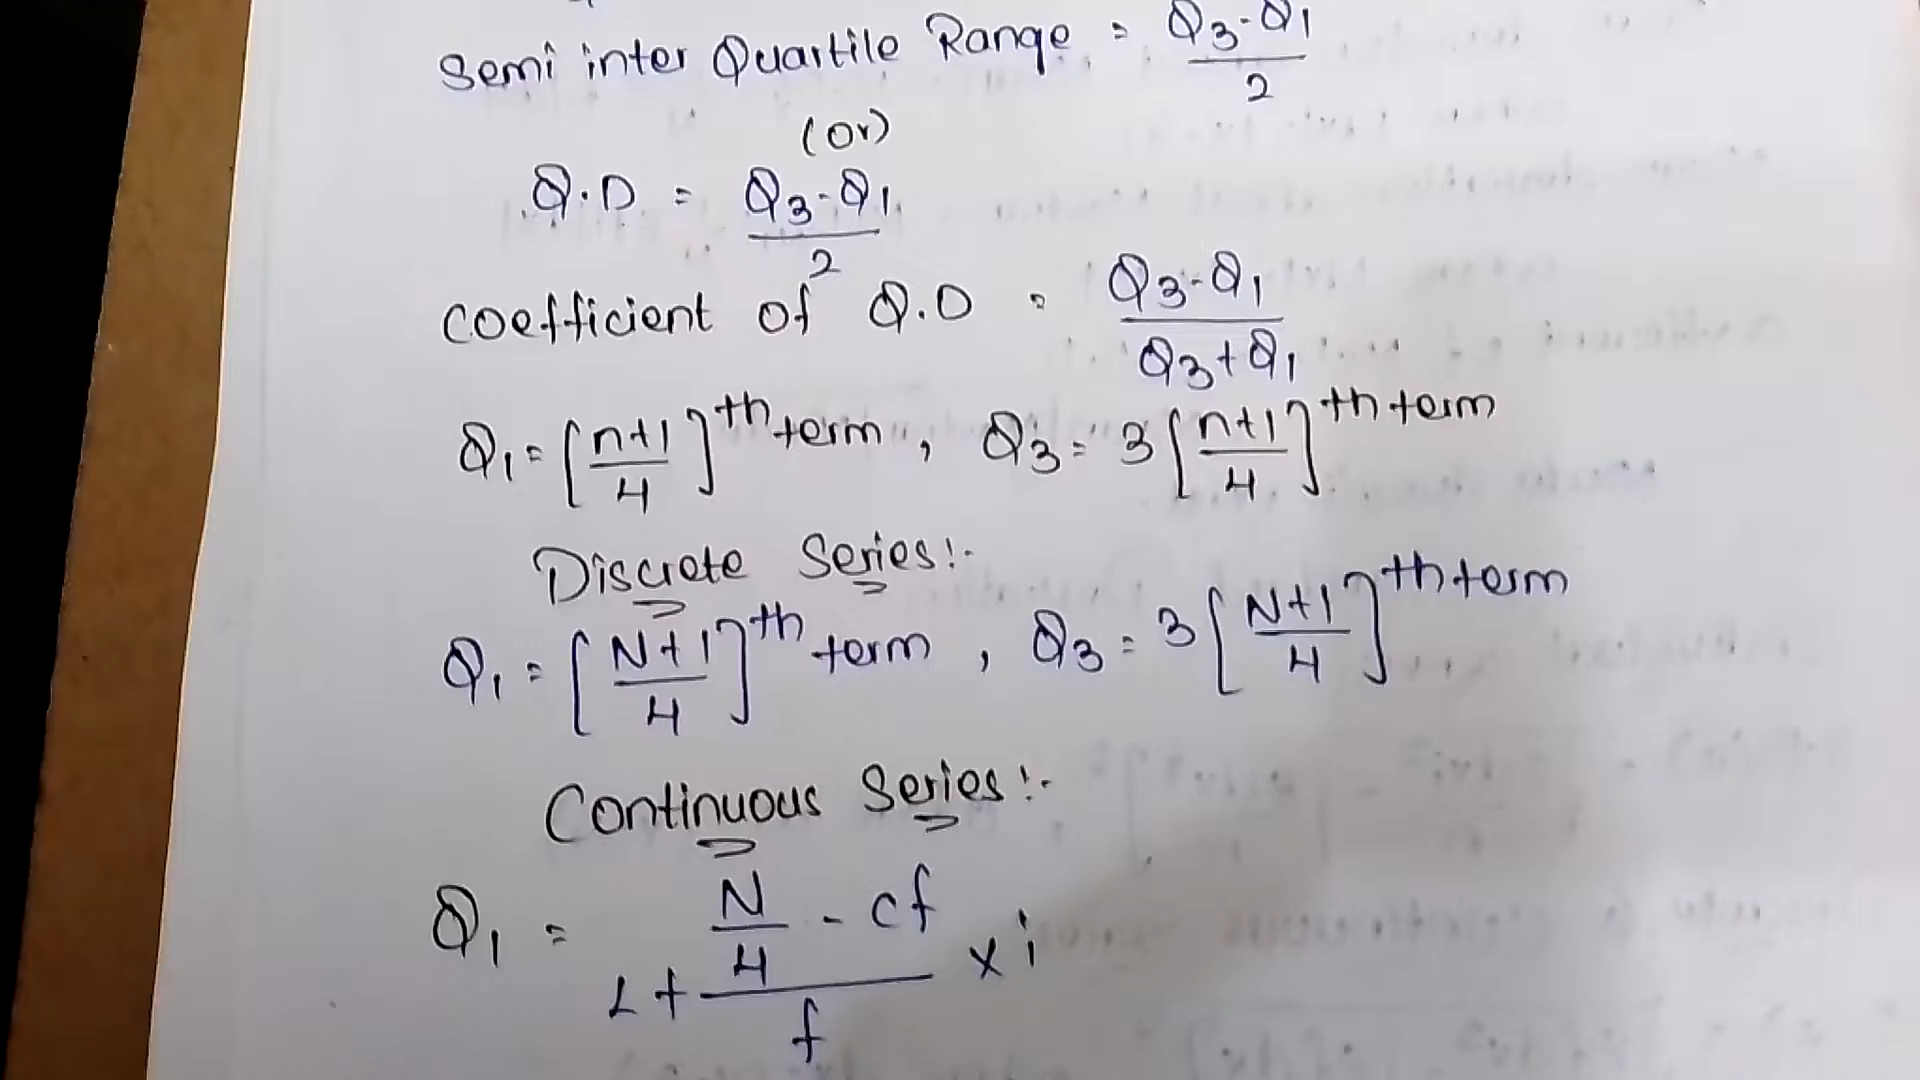 Semi inter Quartile Range = Q3-Q1/2
(Or)
Q.D = Q3-Q1/2
Coefficient of Q.D = Q3-Q1/Q3+Q1
Q1 = [n+1/4]th term, Q3 = 3[n+1/4]th term
Discrete Series:-
Q1 = [N+1/4]th term, Q3 = 3[N+1/4]th term
Continuous Series:-
Q1 = L + N/4 - cf/f x i